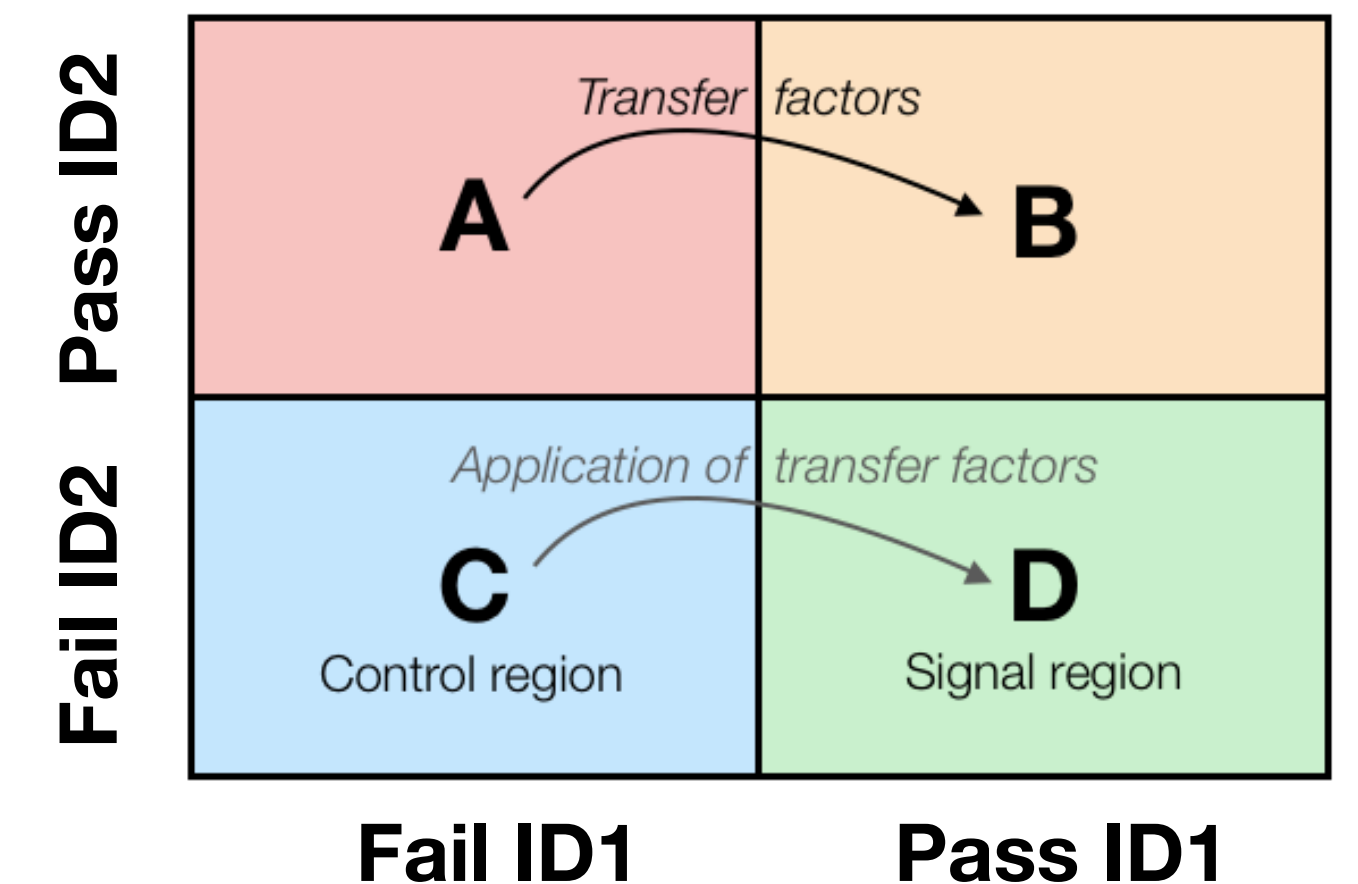 Pass ID2
Transfer factors
A
B
Fail ID2
Application of transfer factors
C
D
Control region
Signal region
Fail ID1
Pass ID1